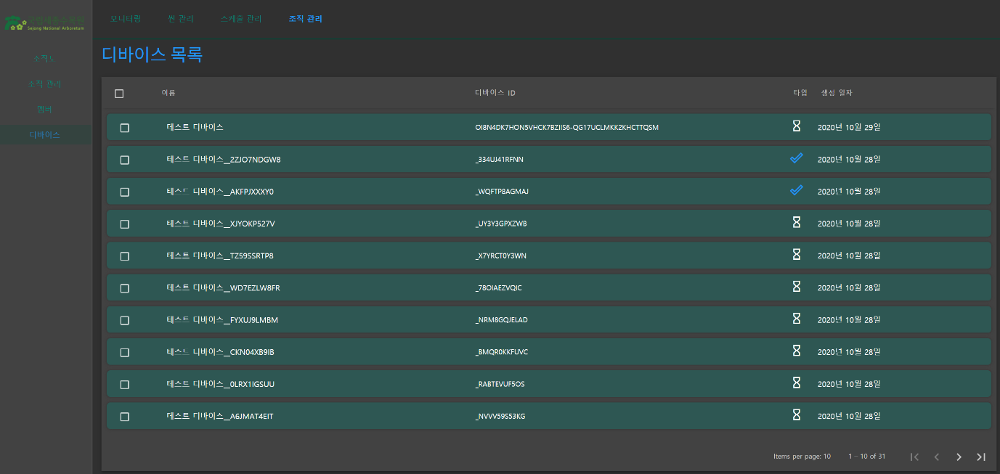 국립세종수목원
Sejong National Arboretum
모니터링 씬 관리 스케줄 관리 조직 관리
조직도
조직 관리
멤버
디바이스
디바이스 목록
이름 디바이스 ID 타입 생성 일자
테스트 디바이스 OI8N4DK7HON5VHCK7BZIIS6-QG17UCLMKK2KHCTTQSM 2020년 10월 29일
테스트 디바이스__2ZJO7NDGW8 _334UJ41RFNN 2020년 10월 28일
테스트 디바이스__AKFPJXXXY0 _WQFTP8AGMAJ 2020년 10월 28일
테스트 디바이스__XJYOKP527V _UY3Y3GPXZWB 2020년 10월 28일
테스트 디바이스__TZ59SSRTP8 _X7YRCT0Y3WN 2020년 10월 28일
테스트 디바이스__WD7EZLW8FR _78OIAEZVQIC 2020년 10월 28일
테스트 디바이스__FYXUJ9LMBM _NRM8GQJELAD 2020년 10월 28일
테스트 디바이스__CKN04XB9IB _BMQR0KKFUVC 2020년 10월 28일
테스트 디바이스__0LRX1IGSUU _RABTEVUF5OS 2020년 10월 28일
테스트 디바이스__A6JMAT4EIT _NVVV59S53KG 2020년 10월 28일
Items per page: 10 1 – 10 of 31